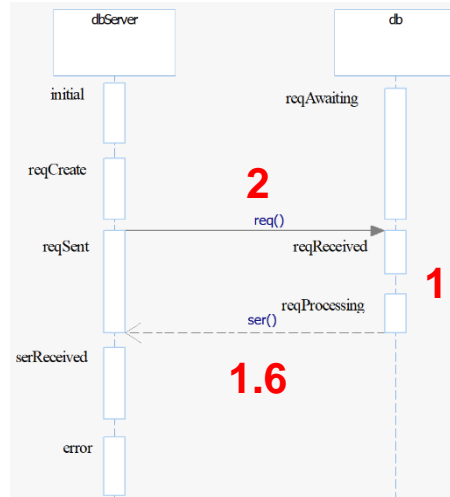 dbServer
db
initial
reqAwaiting
reqCreate
2
req()
reqSent
reqReceived
1
reqProcessing
ser()
serReceived
1.6
error